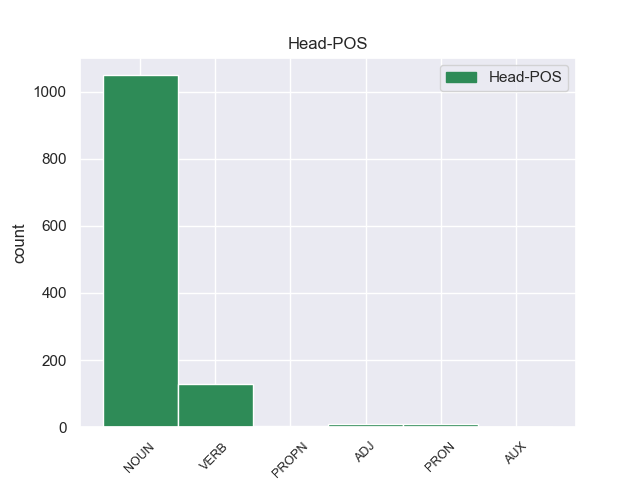 Head-POS
Head-POS
1000
800
600
400
200
0
count
NOUN
VERB
PROPN
ADJ
PRON
AUX